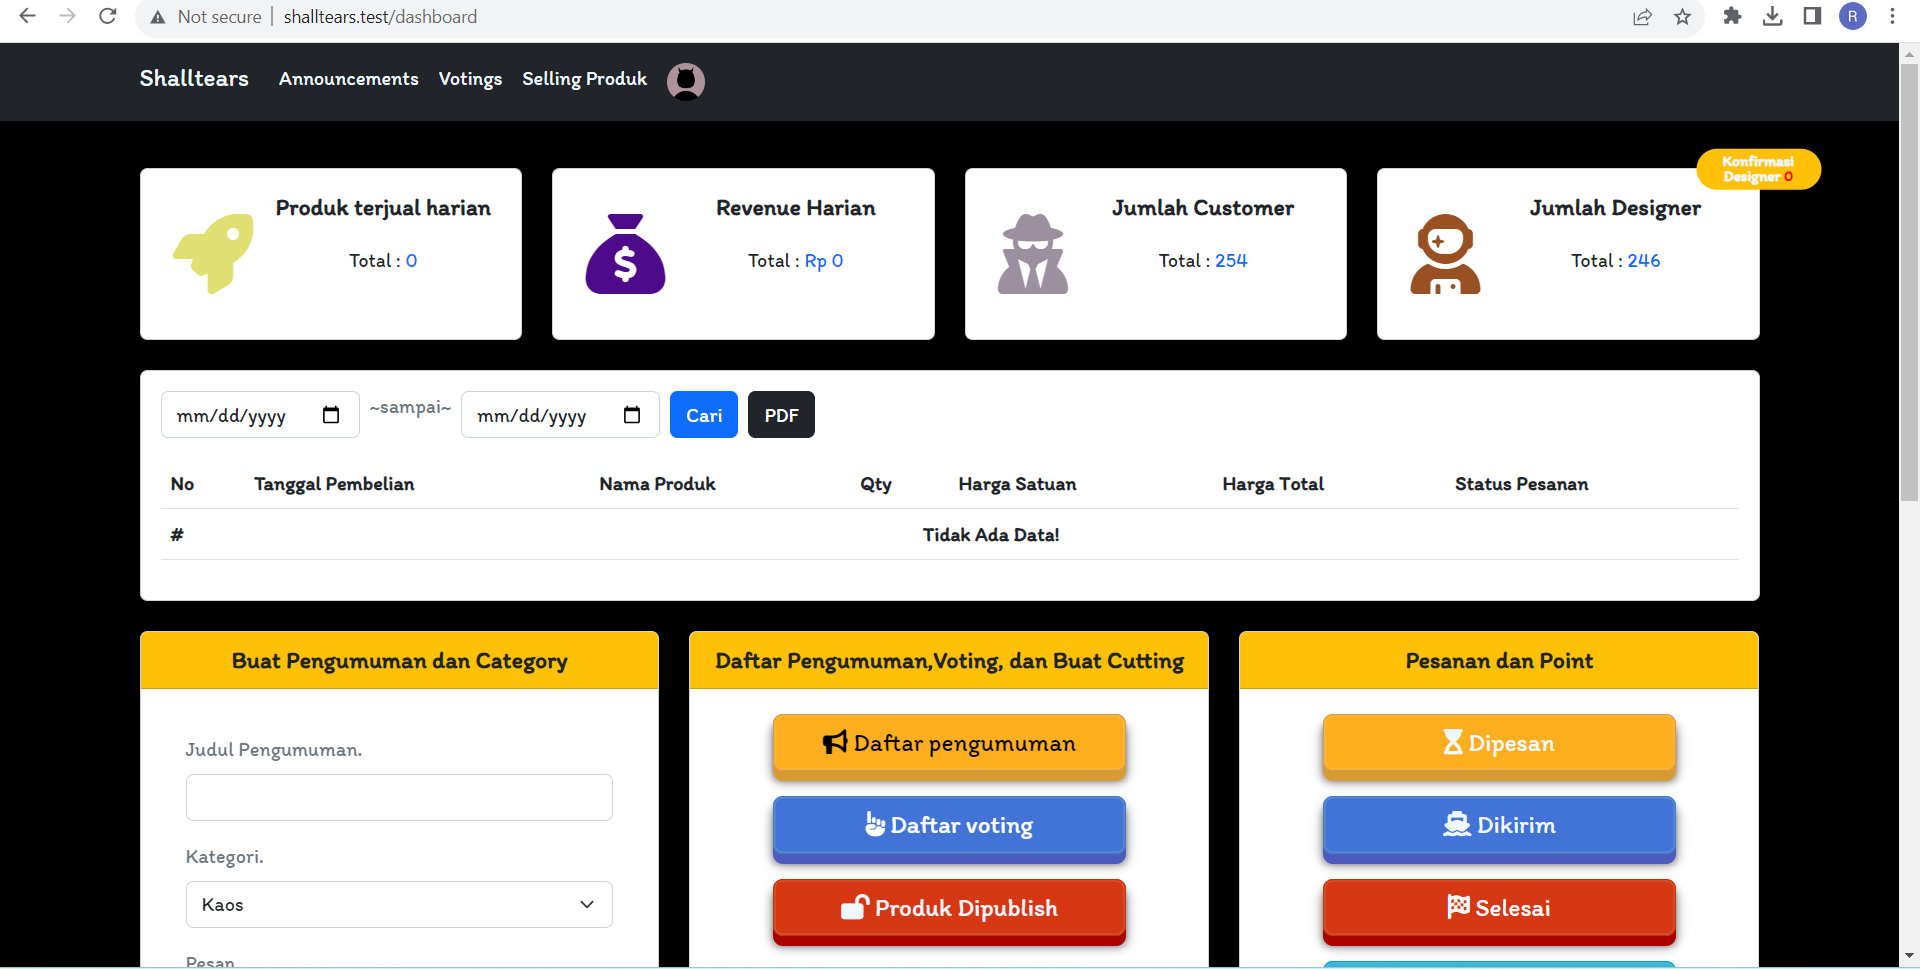 Not secure | shalltears.test/dashboard
R
Shalltears Announcements Votings Selling Produk
Konfirmasi
Designer 0
Produk terjual harian
Total : 0
Revenue Harian
Total : Rp 0
Jumlah Customer
Total : 254
Jumlah Designer
Total : 246
mm/dd/yyyy ~sampai~ mm/dd/yyyy Cari PDF
No Tanggal Pembelian Nama Produk Qty Harga Satuan Harga Total Status Pesanan
# Tidak Ada Data!
Buat Pengumuman dan Category
Judul Pengumuman.
Kategori.
Kaos
Pesan
Daftar Pengumuman,Voting, dan Buat Cutting
Daftar pengumuman
Daftar voting
Produk Dipublish
Pesanan dan Point
Dipesan
Dikirim
Selesai